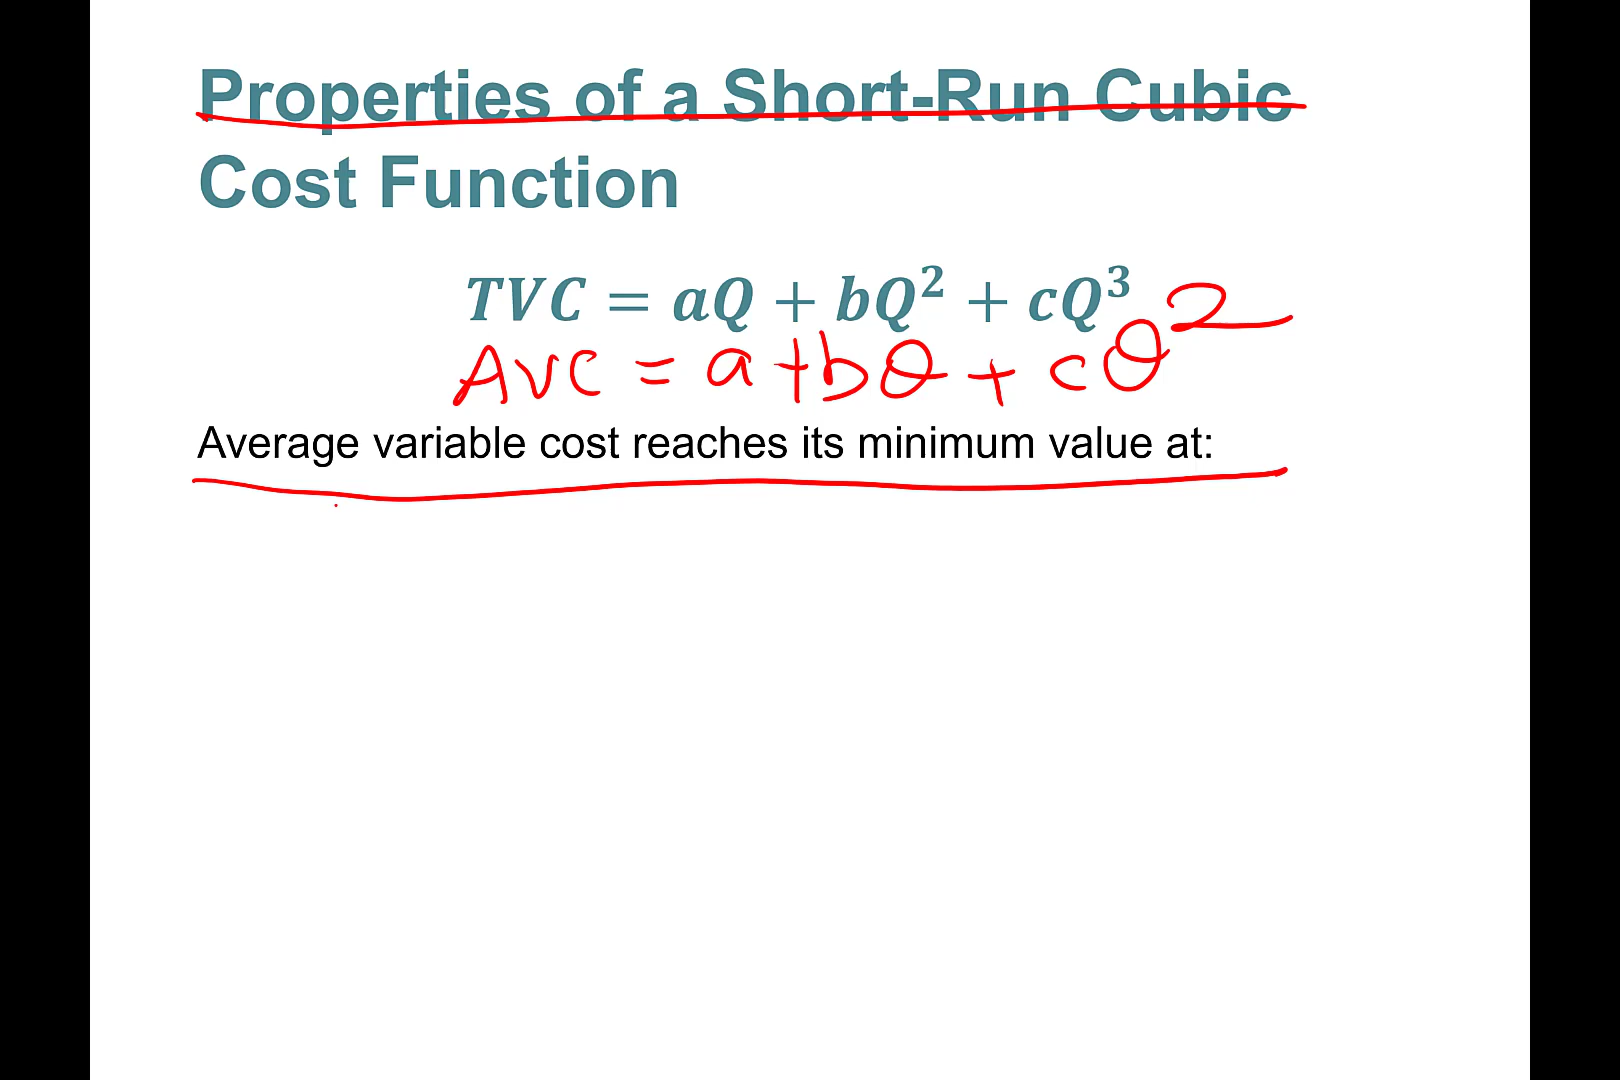 Properties of a Short-Run Cubic
Cost Function
TVC = aQ + bQ² + cQ³
AVC = a + bQ + cQ²
Average variable cost reaches its minimum value at: